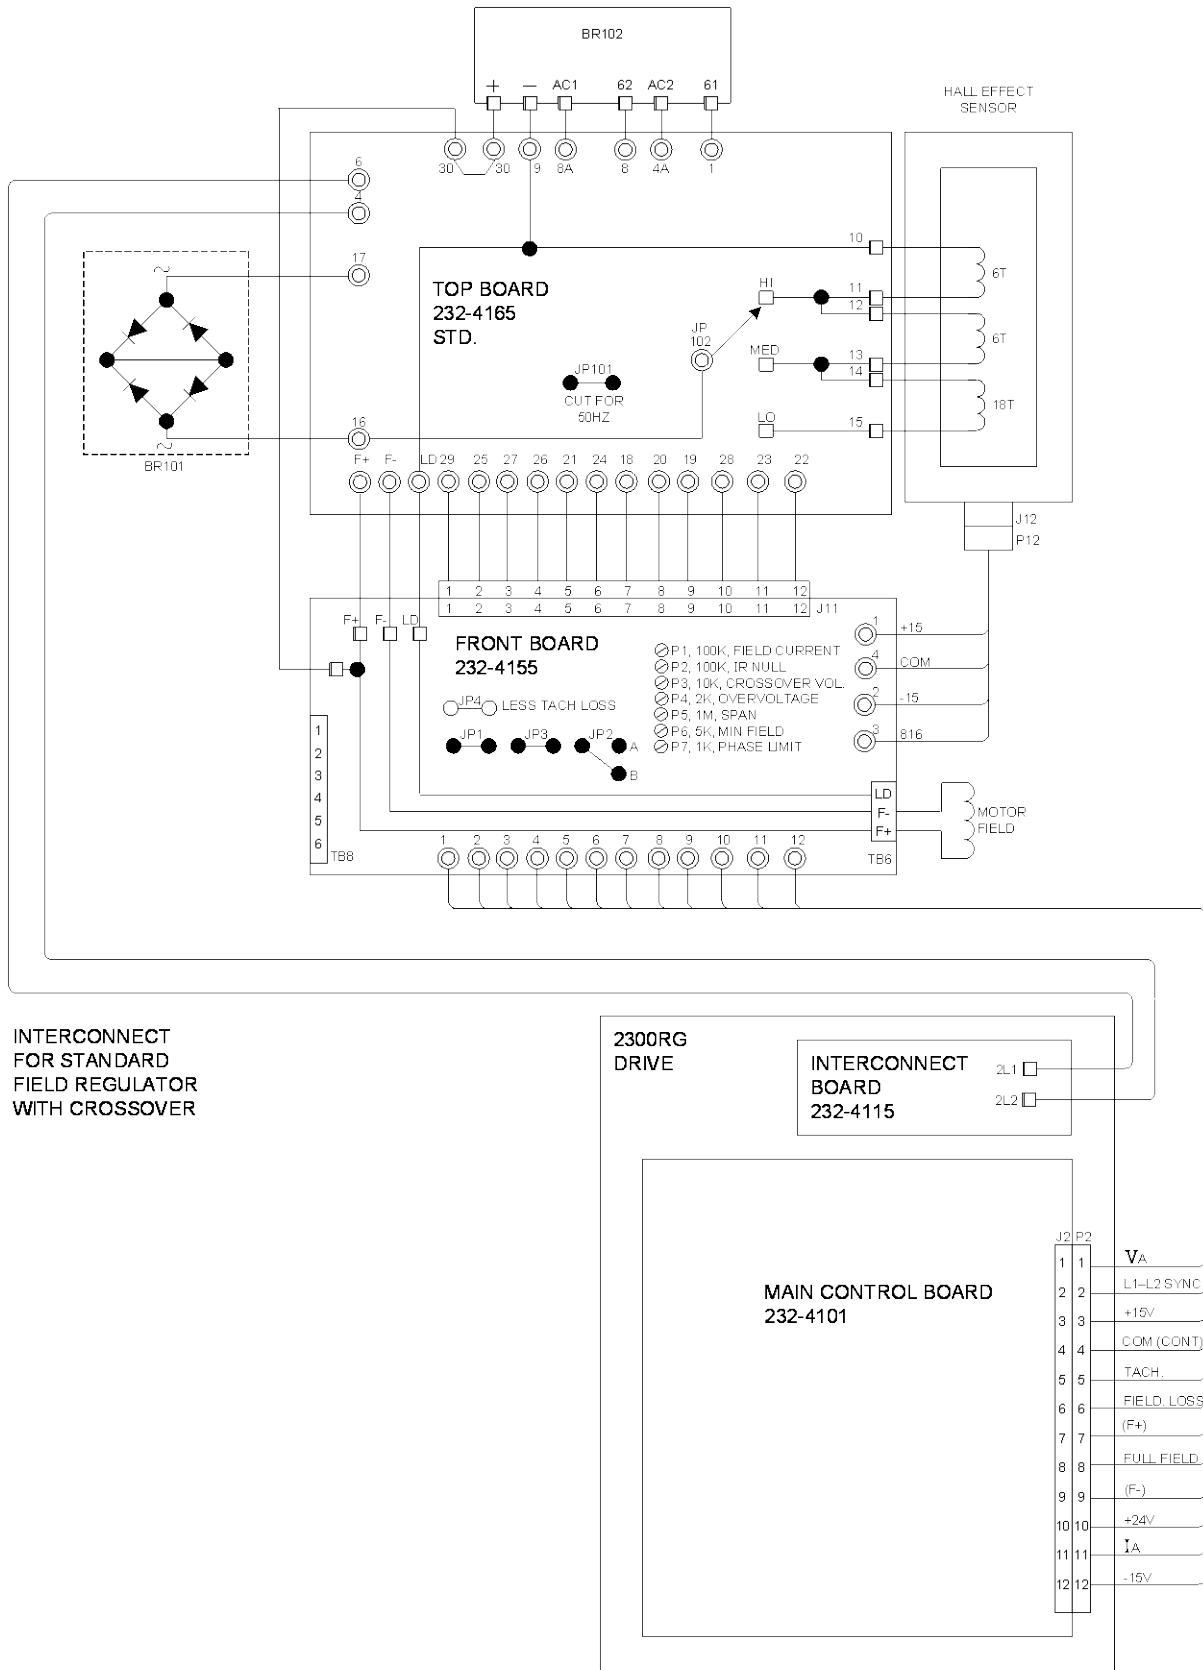 BR102
+ − AC1 62 AC2 61
HALL EFFECT
SENSOR
30 30 9 8A 8 4A 1
6
4
17
10
6T
TOP BOARD
232-4165
STD.
HI
11
12
JP
102
6T
MED
13
14
JP101
CUT FOR
50HZ
18T
LO
15
16
BR101
F+ F- LD 29 25 27 26 21 24 18 20 19 28 23 22
J12
P12
1 2 3 4 5 6 7 8 9 10 11 12
1 2 3 4 5 6 7 8 9 10 11 12 J11
F+ F- LD
FRONT BOARD
232-4155
P1, 100K, FIELD CURRENT
P2, 100K, IR NULL
P3, 10K, CROSSOVER VOL.
P4, 2K, OVERVOLTAGE
P5, 1M, SPAN
P6, 5K, MIN FIELD
P7, 1K, PHASE LIMIT
1 +15
4 COM
2 -15
3 816
JP4 LESS TACH LOSS
JP1 JP3 JP2 A
B
1
2
3
4
5
6
TB8
LD
F-
F+
TB6
MOTOR
FIELD
1 2 3 4 5 6 7 8 9 10 11 12
INTERCONNECT
FOR STANDARD
FIELD REGULATOR
WITH CROSSOVER
2300RG
DRIVE
INTERCONNECT
BOARD
232-4115
2L1
2L2
MAIN CONTROL BOARD
232-4101
J2 P2
1 1 VA
2 2 L1–L2 SYNC
3 3 +15V
4 4 COM (CONT)
5 5 TACH.
6 6 FIELD. LOSS
7 7 (F+)
8 8 FULL FIELD.
9 9 (F-)
10 10 +24V
11 11 IA
12 12 -15V